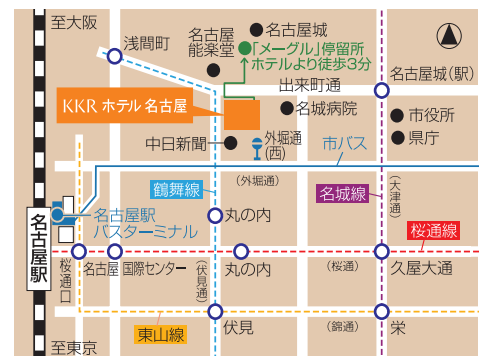 至大阪
浅間町
名古屋
能楽堂
名古屋城
「メーグル」停留所
ホテルより徒歩3分
出来町通
名古屋城(駅)
KKR ホテル 名古屋
名城病院
市役所
県庁
中日新聞
外堀通
(西)
市バス
鶴舞線
(外堀通)
名城線
(大津通)
名古屋駅
バスターミナル
丸の内
桜通線
名古屋駅
桜通口
名古屋
国際センター
(伏見通)
丸の内
(桜通)
久屋大通
東山線
伏見
(錦通)
栄
至東京